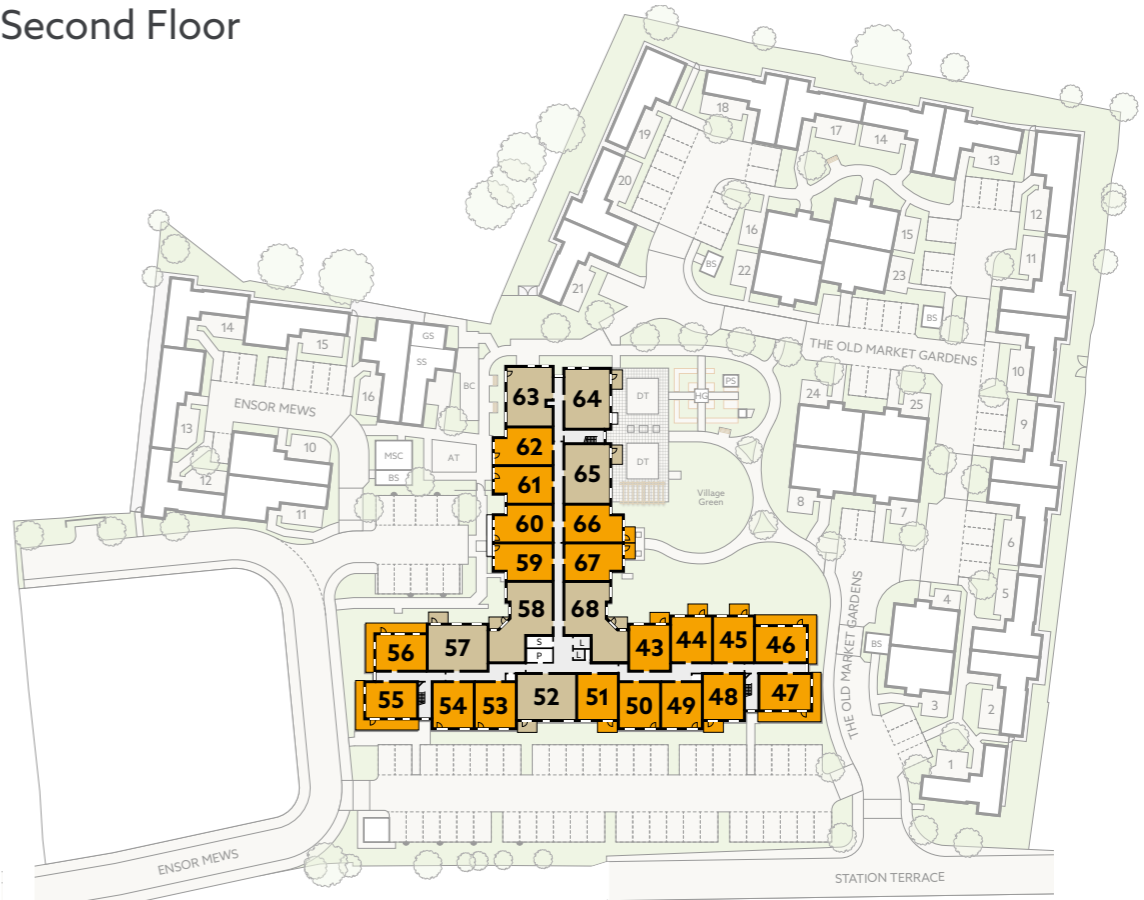 Second Floor
18
17
14
19
13
20
12
16
15
11
BS
22
23
21
BS
14
GS
THE OLD MARKET GARDENS
15
SS
10
63
64
DT
PS
BC
HG
24
25
16
ENSOR MEWS
9
13
10
62
MSC
AT
65
DT
BS
61
12
Village
Green
8
7
11
60
66
6
59
67
5
4
58
68
44
45
S
L
43
46
56
57
P
L
BS
THE OLD MARKET GARDENS
55
54
53
52
51
50
49
48
47
3
2
1
ENSOR MEWS
STATION TERRACE